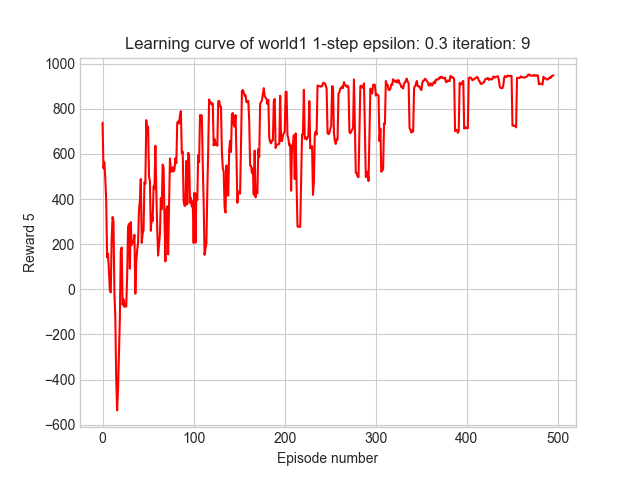 Learning curve of world1 1-step epsilon: 0.3 iteration: 9
1000
800
600
400
200
0
−200
−400
−600
Reward 5
0 100 200 300 400 500
Episode number